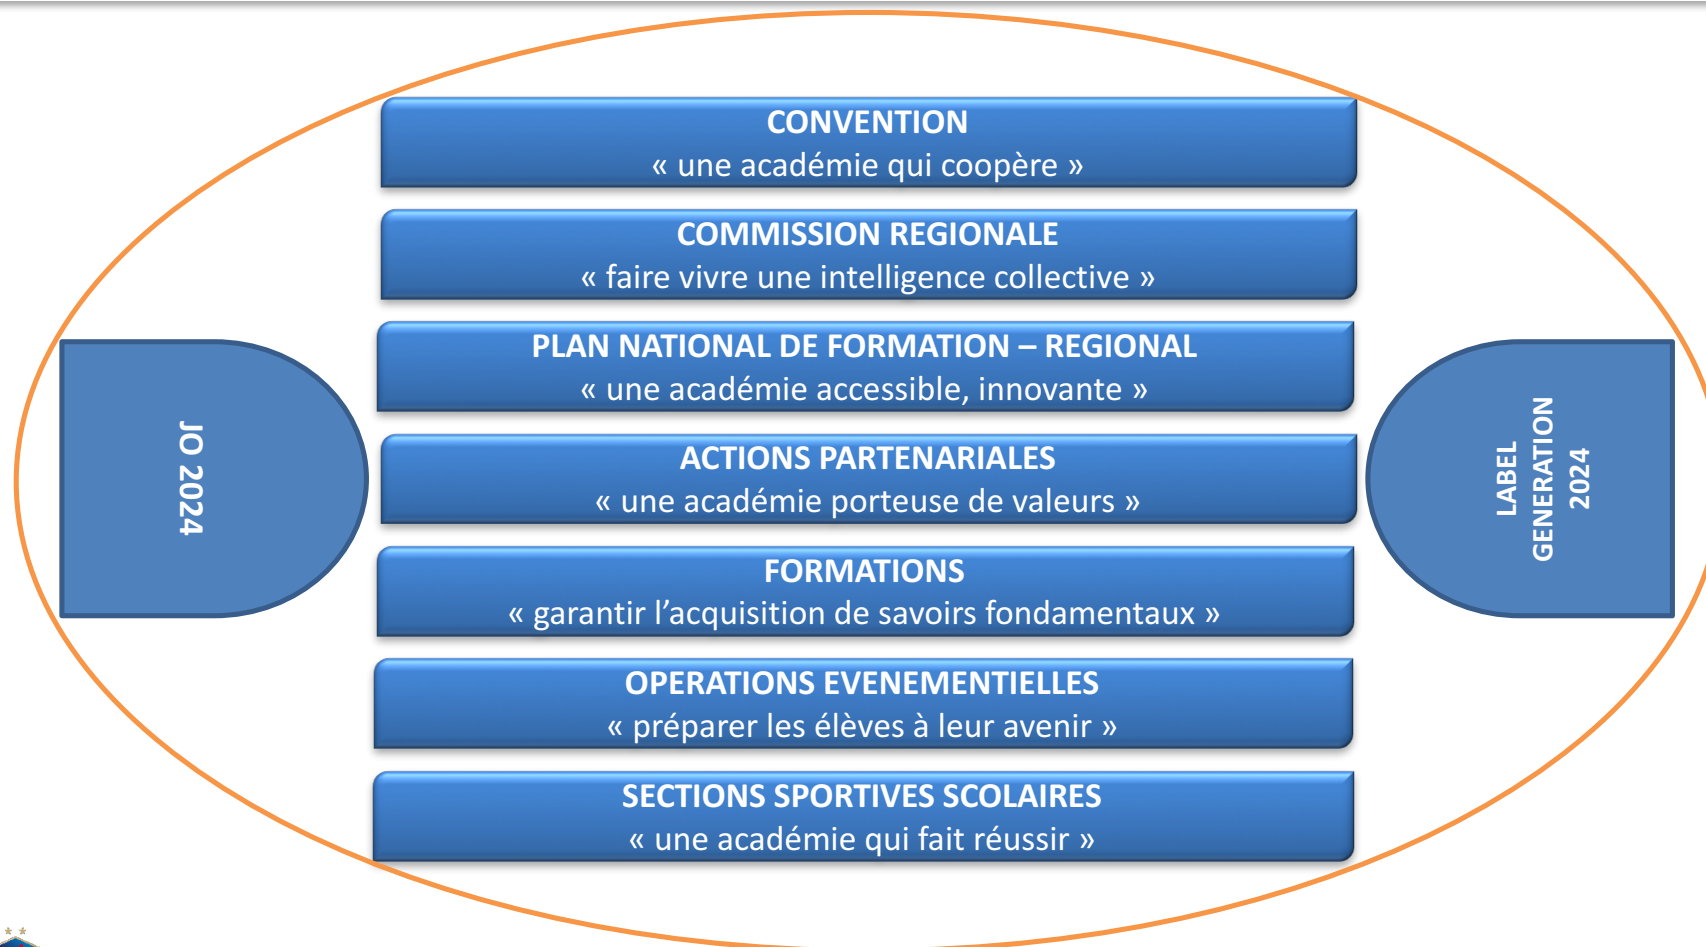 CONVENTION
« une académie qui coopère »
COMMISSION REGIONALE
« faire vivre une intelligence collective »
PLAN NATIONAL DE FORMATION – REGIONAL
« une académie accessible, innovante »
ACTIONS PARTENARIALES
« une académie porteuse de valeurs »
FORMATIONS
« garantir l’acquisition de savoirs fondamentaux »
OPERATIONS EVENEMENTIELLES
« préparer les élèves à leur avenir »
SECTIONS SPORTIVES SCOLAIRES
« une académie qui fait réussir »
JO 2024
LABEL
GENERATION
2024